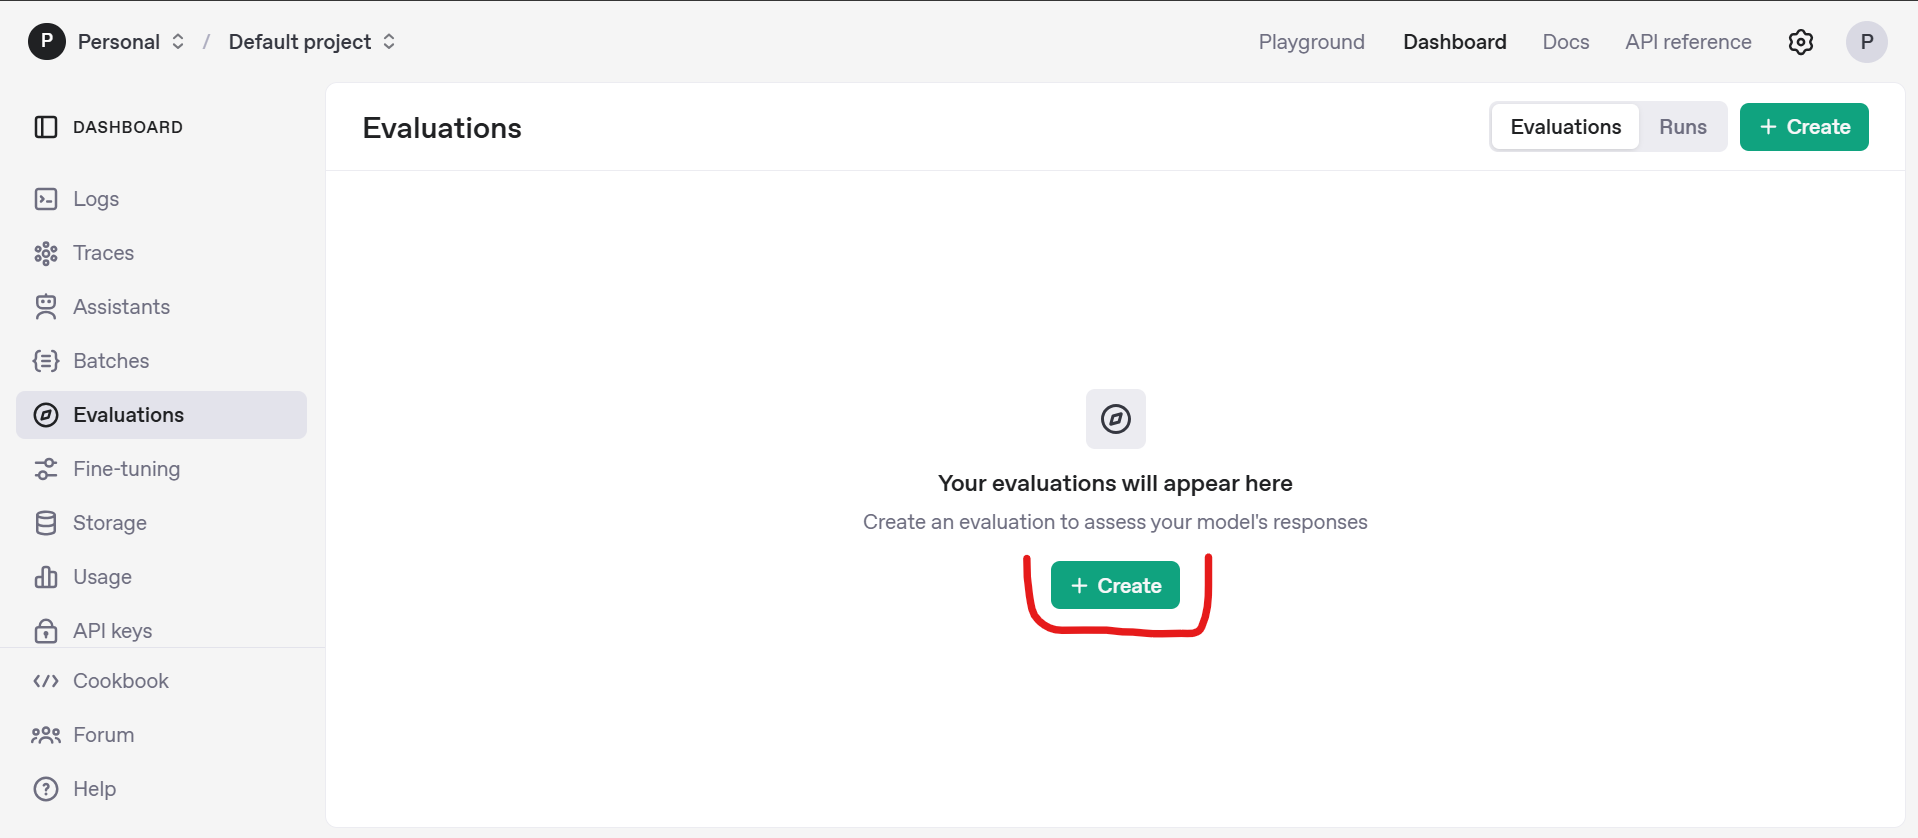 P Personal / Default project
Playground Dashboard Docs API reference P
DASHBOARD
Logs
Traces
Assistants
Batches
Evaluations
Fine-tuning
Storage
Usage
API keys
Cookbook
Forum
Help
Evaluations
Evaluations Runs + Create
Your evaluations will appear here
Create an evaluation to assess your model's responses
+ Create